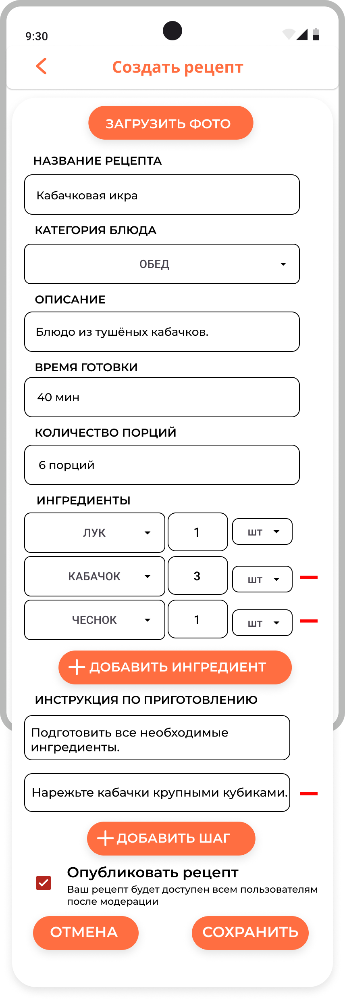 9:30
Создать рецепт
ЗАГРУЗИТЬ ФОТО
НАЗВАНИЕ РЕЦЕПТА
Кабачковая икра
КАТЕГОРИЯ БЛЮДА
ОБЕД
ОПИСАНИЕ
Блюдо из тушёных кабачков.
ВРЕМЯ ГОТОВКИ
40 мин
КОЛИЧЕСТВО ПОРЦИЙ
6 порций
ИНГРЕДИЕНТЫ
ЛУК 1 шт
КАБАЧОК 3 шт
ЧЕСНОК 1 шт
ДОБАВИТЬ ИНГРЕДИЕНТ
ИНСТРУКЦИЯ ПО ПРИГОТОВЛЕНИЮ
Подготовить все необходимые
ингредиенты.
Нарежьте кабачки крупными кубиками.
ДОБАВИТЬ ШАГ
Опубликовать рецепт
Ваш рецепт будет доступен всем пользователям
после модерации
ОТМЕНА СОХРАНИТЬ